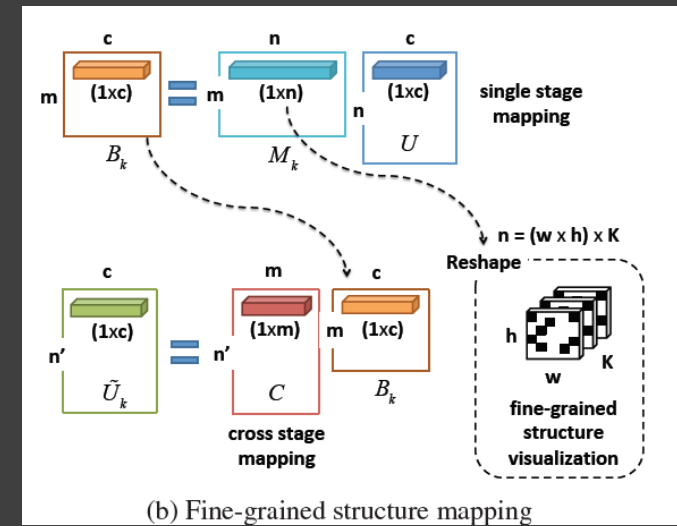 c
n
c
m
(1xc)
m
(1xn)
n
(1xc)
single stage
mapping
B_k
M_k
U
n = (w x h) x K
Reshape
c
m
c
n'
(1xc)
n'
(1xm)
m
(1xc)
h
w
K
Ũ_k
C
B_k
cross stage
mapping
fine-grained
structure
visualization
(b) Fine-grained structure mapping